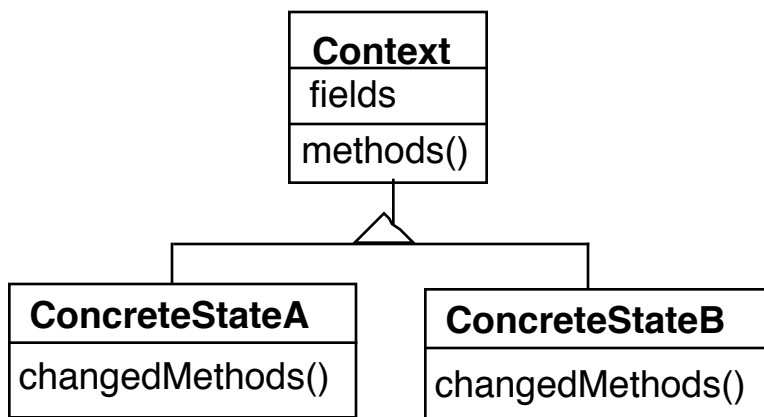 Context
fields
methods()
ConcreteStateA
changedMethods()
ConcreteStateB
changedMethods()